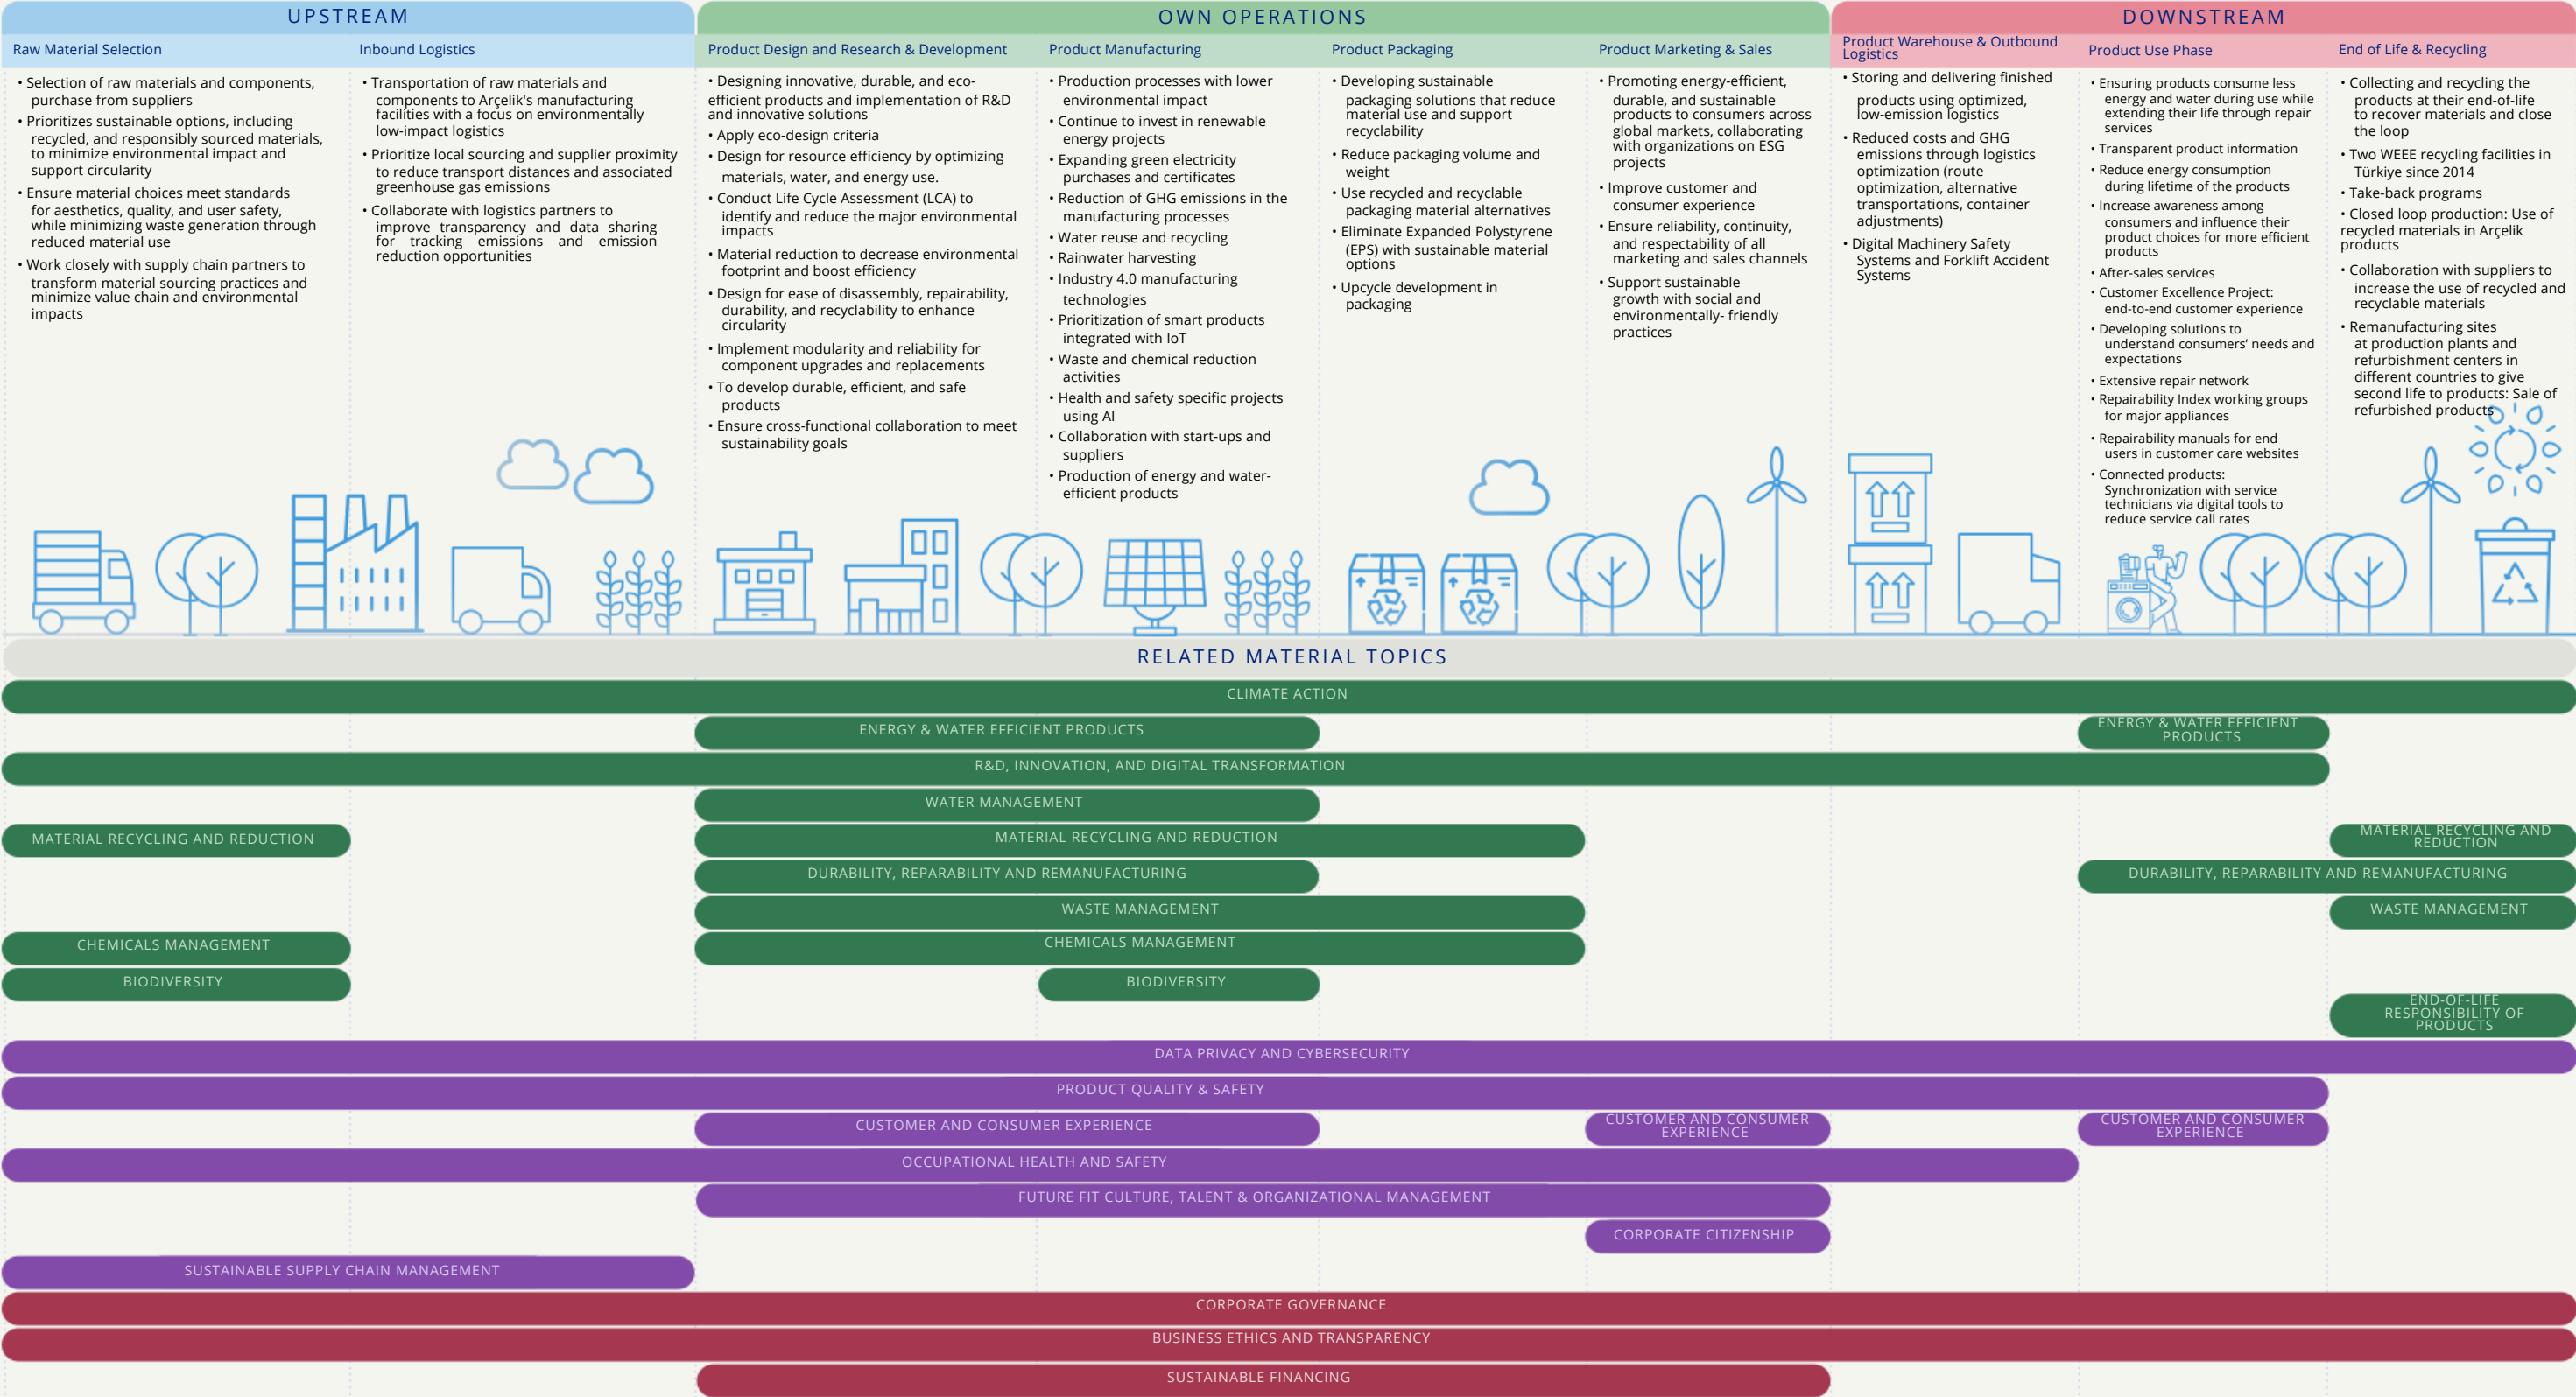 UPSTREAM
Raw Material Selection
• Selection of raw materials and components,
purchase from suppliers
• Prioritizes sustainable options, including
recycled, and responsibly sourced materials,
to minimize environmental impact and
support circularity
• Ensure material choices meet standards
for aesthetics, quality, and user safety,
while minimizing waste generation through
reduced material use
• Work closely with supply chain partners to
transform material sourcing practices and
minimize value chain and environmental
impacts
Inbound Logistics
• Transportation of raw materials and
components to Arçelik's manufacturing
facilities with a focus on environmentally
low-impact logistics
• Prioritize local sourcing and supplier proximity
to reduce transport distances and associated
greenhouse gas emissions
• Collaborate with logistics partners to
improve transparency and data sharing
for tracking emissions and emission
reduction opportunities
OWN OPERATIONS
Product Design and Research & Development
• Designing innovative, durable, and eco-
efficient products and implementation of R&D
and innovative solutions
• Apply eco-design criteria
• Design for resource efficiency by optimizing
materials, water, and energy use.
• Conduct Life Cycle Assessment (LCA) to
identify and reduce the major environmental
impacts
• Material reduction to decrease environmental
footprint and boost efficiency
• Design for ease of disassembly, repairability,
durability, and recyclability to enhance
circularity
• Implement modularity and reliability for
component upgrades and replacements
• To develop durable, efficient, and safe
products
• Ensure cross-functional collaboration to meet
sustainability goals
Product Manufacturing
• Production processes with lower
environmental impact
• Continue to invest in renewable
energy projects
• Expanding green electricity
purchases and certificates
• Reduction of GHG emissions in the
manufacturing processes
• Water reuse and recycling
• Rainwater harvesting
• Industry 4.0 manufacturing
technologies
• Prioritization of smart products
integrated with IoT
• Waste and chemical reduction
activities
• Health and safety specific projects
using AI
• Collaboration with start-ups and
suppliers
• Production of energy and water-
efficient products
Product Packaging
• Developing sustainable
packaging solutions that reduce
material use and support
recyclability
• Reduce packaging volume and
weight
• Use recycled and recyclable
packaging material alternatives
• Eliminate Expanded Polystyrene
(EPS) with sustainable material
options
• Upcycle development in
packaging
Product Marketing & Sales
• Promoting energy-efficient,
durable, and sustainable
products to consumers across
global markets, collaborating
with organizations on ESG
projects
• Improve customer and
consumer experience
• Ensure reliability, continuity,
and respectability of all
marketing and sales channels
• Support sustainable
growth with social and
environmentally- friendly
practices
DOWNSTREAM
Product Warehouse & Outbound
Logistics
• Storing and delivering finished
products using optimized,
low-emission logistics
• Reduced costs and GHG
emissions through logistics
optimization (route
optimization, alternative
transportations, container
adjustments)
• Digital Machinery Safety
Systems and Forklift Accident
Systems
Product Use Phase
• Ensuring products consume less
energy and water during use while
extending their life through repair
services
• Transparent product information
• Reduce energy consumption
during lifetime of the products
• Increase awareness among
consumers and influence their
product choices for more efficient
products
• After-sales services
• Customer Excellence Project:
end-to-end customer experience
• Developing solutions to
understand consumers’ needs and
expectations
• Extensive repair network
• Repairability Index working groups
for major appliances
• Repairability manuals for end
users in customer care websites
• Connected products:
Synchronization with service
technicians via digital tools to
reduce service call rates
End of Life & Recycling
• Collecting and recycling the
products at their end-of-life
to recover materials and close
the loop
• Two WEEE recycling facilities in
Türkiye since 2014
• Take-back programs
• Closed loop production: Use of
recycled materials in Arçelik
products
• Collaboration with suppliers to
increase the use of recycled and
recyclable materials
• Remanufacturing sites
at production plants and
refurbishment centers in
different countries to give
second life to products: Sale of
refurbished products
RELATED MATERIAL TOPICS
CLIMATE ACTION
ENERGY & WATER EFFICIENT PRODUCTS
ENERGY & WATER EFFICIENT
PRODUCTS
R&D, INNOVATION, AND DIGITAL TRANSFORMATION
WATER MANAGEMENT
MATERIAL RECYCLING AND REDUCTION
MATERIAL RECYCLING AND REDUCTION
MATERIAL RECYCLING AND
REDUCTION
DURABILITY, REPARABILITY AND REMANUFACTURING
DURABILITY, REPARABILITY AND REMANUFACTURING
WASTE MANAGEMENT
WASTE MANAGEMENT
CHEMICALS MANAGEMENT
CHEMICALS MANAGEMENT
BIODIVERSITY
BIODIVERSITY
END-OF-LIFE
RESPONSIBILITY OF
PRODUCTS
DATA PRIVACY AND CYBERSECURITY
PRODUCT QUALITY & SAFETY
CUSTOMER AND CONSUMER EXPERIENCE
CUSTOMER AND CONSUMER
EXPERIENCE
CUSTOMER AND CONSUMER
EXPERIENCE
OCCUPATIONAL HEALTH AND SAFETY
FUTURE FIT CULTURE, TALENT & ORGANIZATIONAL MANAGEMENT
CORPORATE CITIZENSHIP
SUSTAINABLE SUPPLY CHAIN MANAGEMENT
CORPORATE GOVERNANCE
BUSINESS ETHICS AND TRANSPARENCY
SUSTAINABLE FINANCING